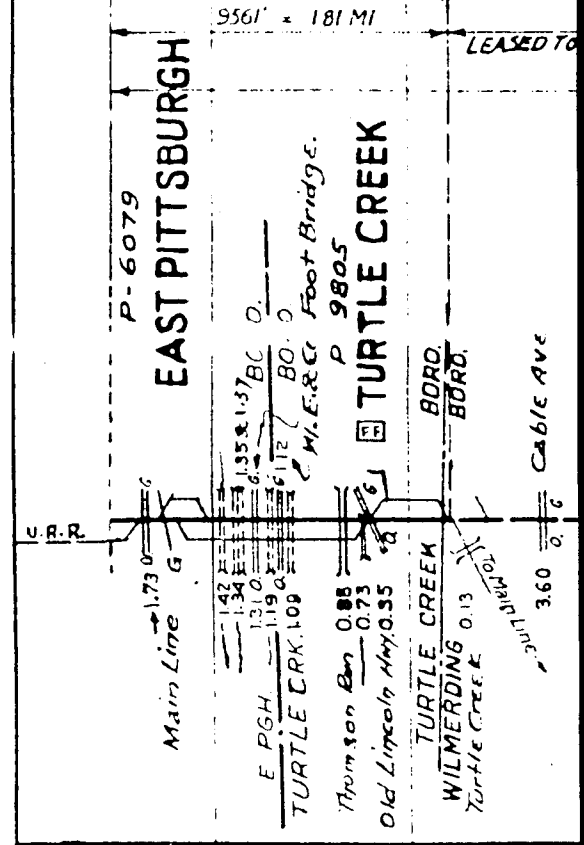 9561' = 1.81 MI
LEASED TO
P-6079
EAST PITTSBURGH
W.E.&Co Foot Bridge.
P 9805
FF TURTLE CREEK
BORO.
BORO.
Cable Ave
1.35 & 1.37
BC O.
BO. O
1.12
U.R.R.
Main Line
1.73 O
G
1.42
1.34
1.31 O.
1.19
E PGH.
TURTLE CRK.
1.09
Thomson Run 0.88
0.73
Old Lincoln Hwy. 0.55
TURTLE CREEK
WILMERDING
Turtle Creek 0.13
TO MAIN LINE
3.60 O.
G